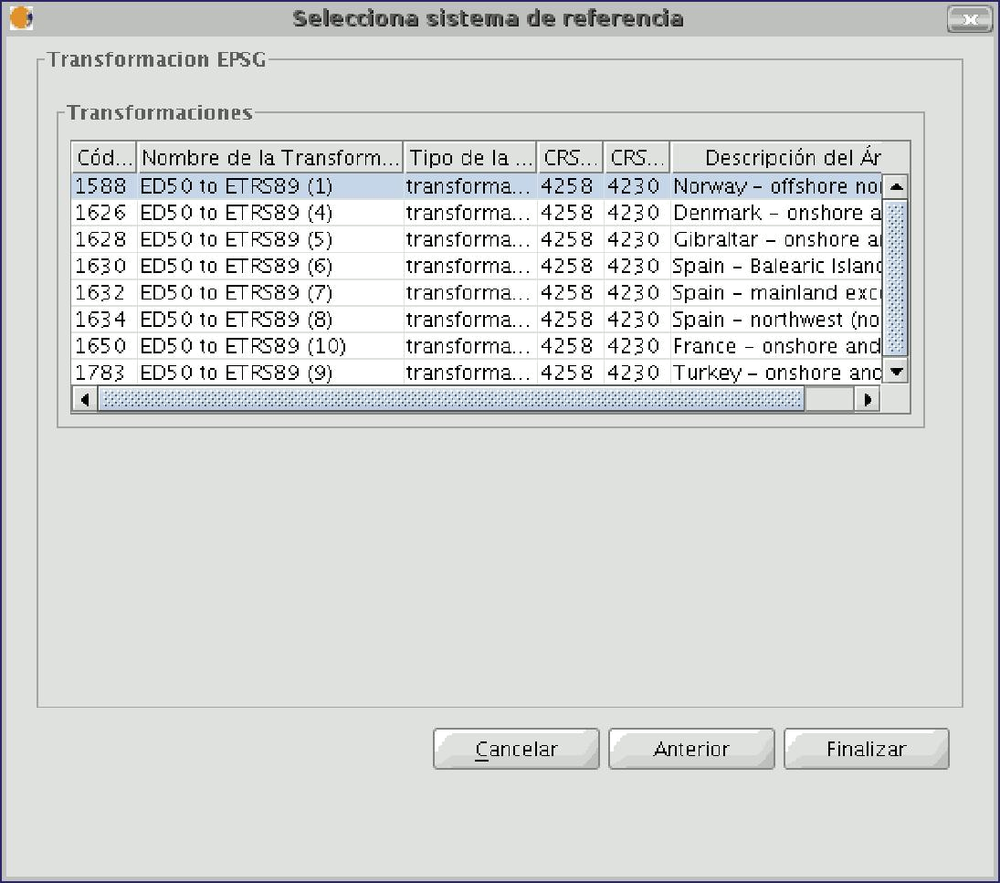 Selecciona sistema de referencia
Transformacion EPSG
Transformaciones
Cód... Nombre de la Transform... Tipo de la ... CRS... CRS... Descripción del Ár
1588 ED50 to ETRS89 (1) transforma... 4258 4230 Norway – offshore no
1626 ED50 to ETRS89 (4) transforma... 4258 4230 Denmark – onshore a
1628 ED50 to ETRS89 (5) transforma... 4258 4230 Gibraltar – onshore a
1630 ED50 to ETRS89 (6) transforma... 4258 4230 Spain – Balearic Island
1632 ED50 to ETRS89 (7) transforma... 4258 4230 Spain – mainland exc
1634 ED50 to ETRS89 (8) transforma... 4258 4230 Spain – northwest (no
1650 ED50 to ETRS89 (10) transforma... 4258 4230 France – onshore and
1783 ED50 to ETRS89 (9) transforma... 4258 4230 Turkey – onshore and
Cancelar Anterior Finalizar